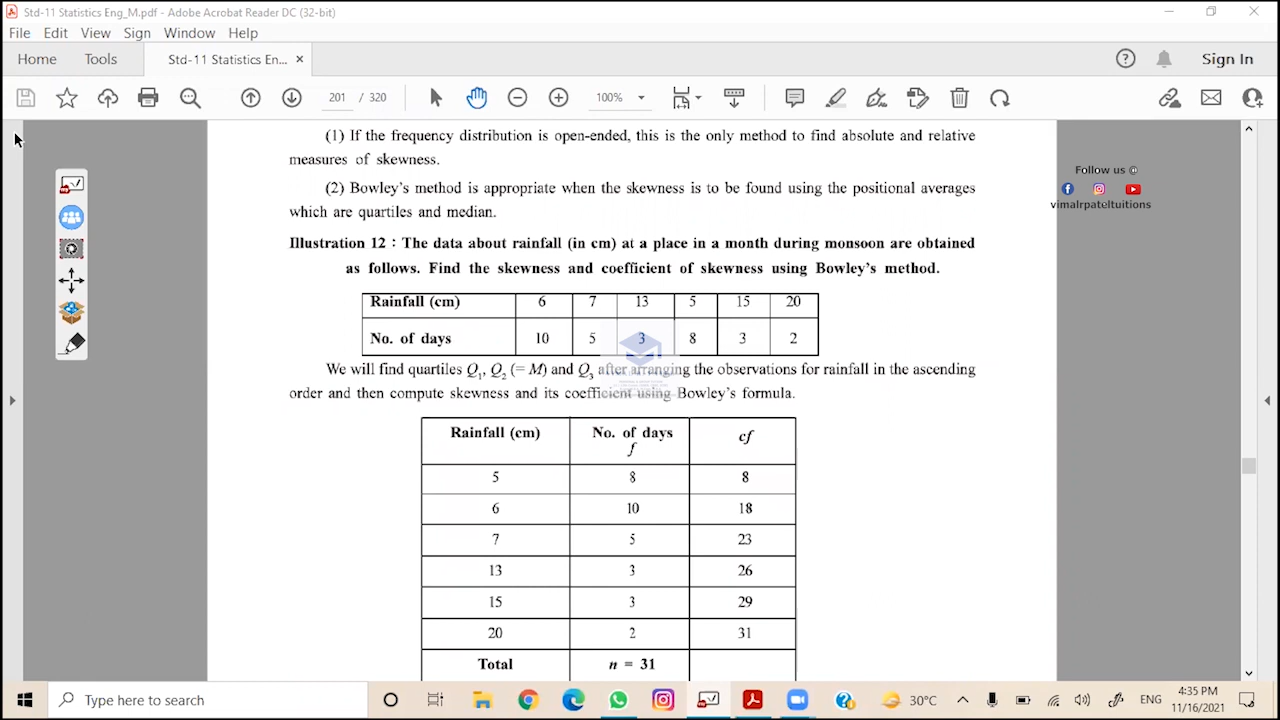 Std-11 Statistics Eng_M.pdf - Adobe Acrobat Reader DC (32-bit)
File Edit View Sign Window Help
Home Tools Std-11 Statistics En... × Sign In
201 / 320 100%
(1) If the frequency distribution is open-ended, this is the only method to find absolute and relative
measures of skewness.
(2) Bowley's method is appropriate when the skewness is to be found using the positional averages
which are quartiles and median.
Follow us @
vimalrpateltuitions
Illustration 12 : The data about rainfall (in cm) at a place in a month during monsoon are obtained
as follows. Find the skewness and coefficient of skewness using Bowley's method.
Rainfall (cm) 6 7 13 5 15 20
No. of days 10 5 3 8 3 2
We will find quartiles Q1, Q2 (= M) and Q3 after arranging the observations for rainfall in the ascending
order and then compute skewness and its coefficient using Bowley's formula.
Rainfall (cm) No. of days f cf
5 8 8
6 10 18
7 5 23
13 3 26
15 3 29
20 2 31
Total n = 31
Type here to search 30°C ENG 4:35 PM
11/16/2021